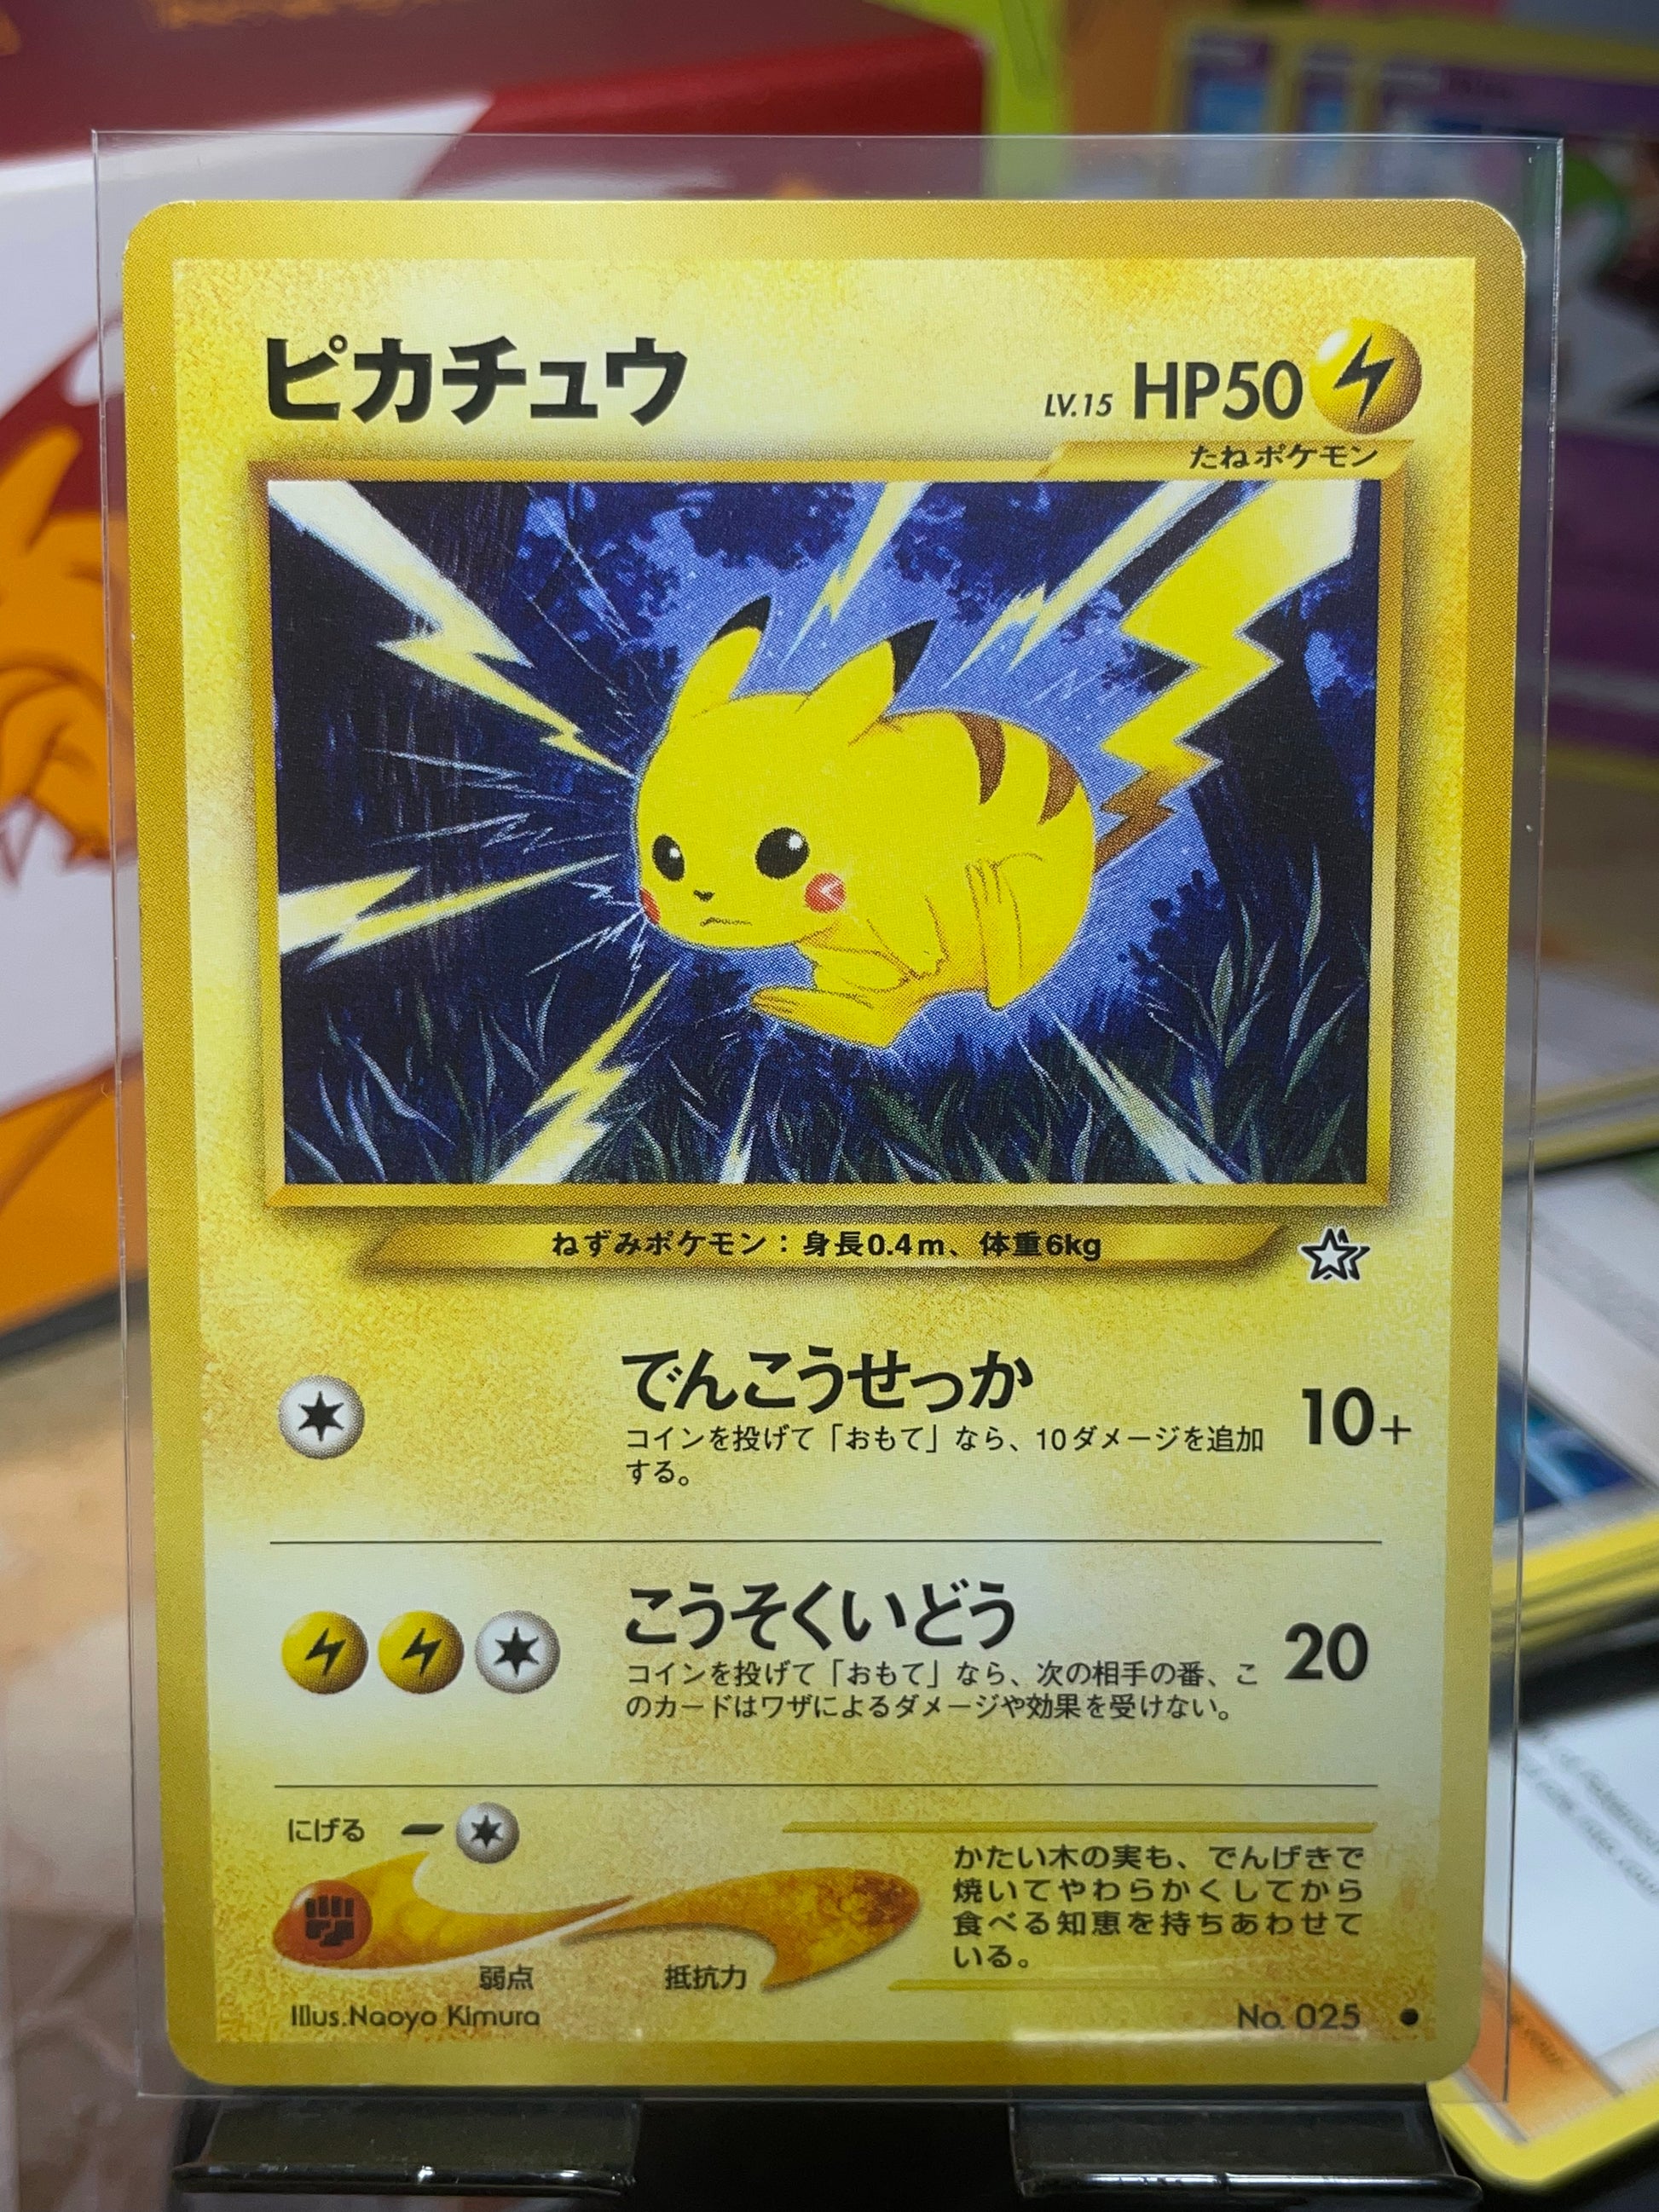 ピカチュウ
LV.15 HP50
たねポケモン
ねずみポケモン：身長0.4m、体重6kg
でんこうせっか
10+
コインを投げて「おもて」なら、10ダメージを追加
する。
こうそくいどう
20
コインを投げて「おもて」なら、次の相手の番、こ
のカードはワザによるダメージや効果を受けない。
にげる
弱点
抵抗力
かたい木の実も、でんげきで
焼いてやわらかくしてから
食べる知恵を持ちあわせて
いる。
Illus.Naoyo Kimura
No. 025